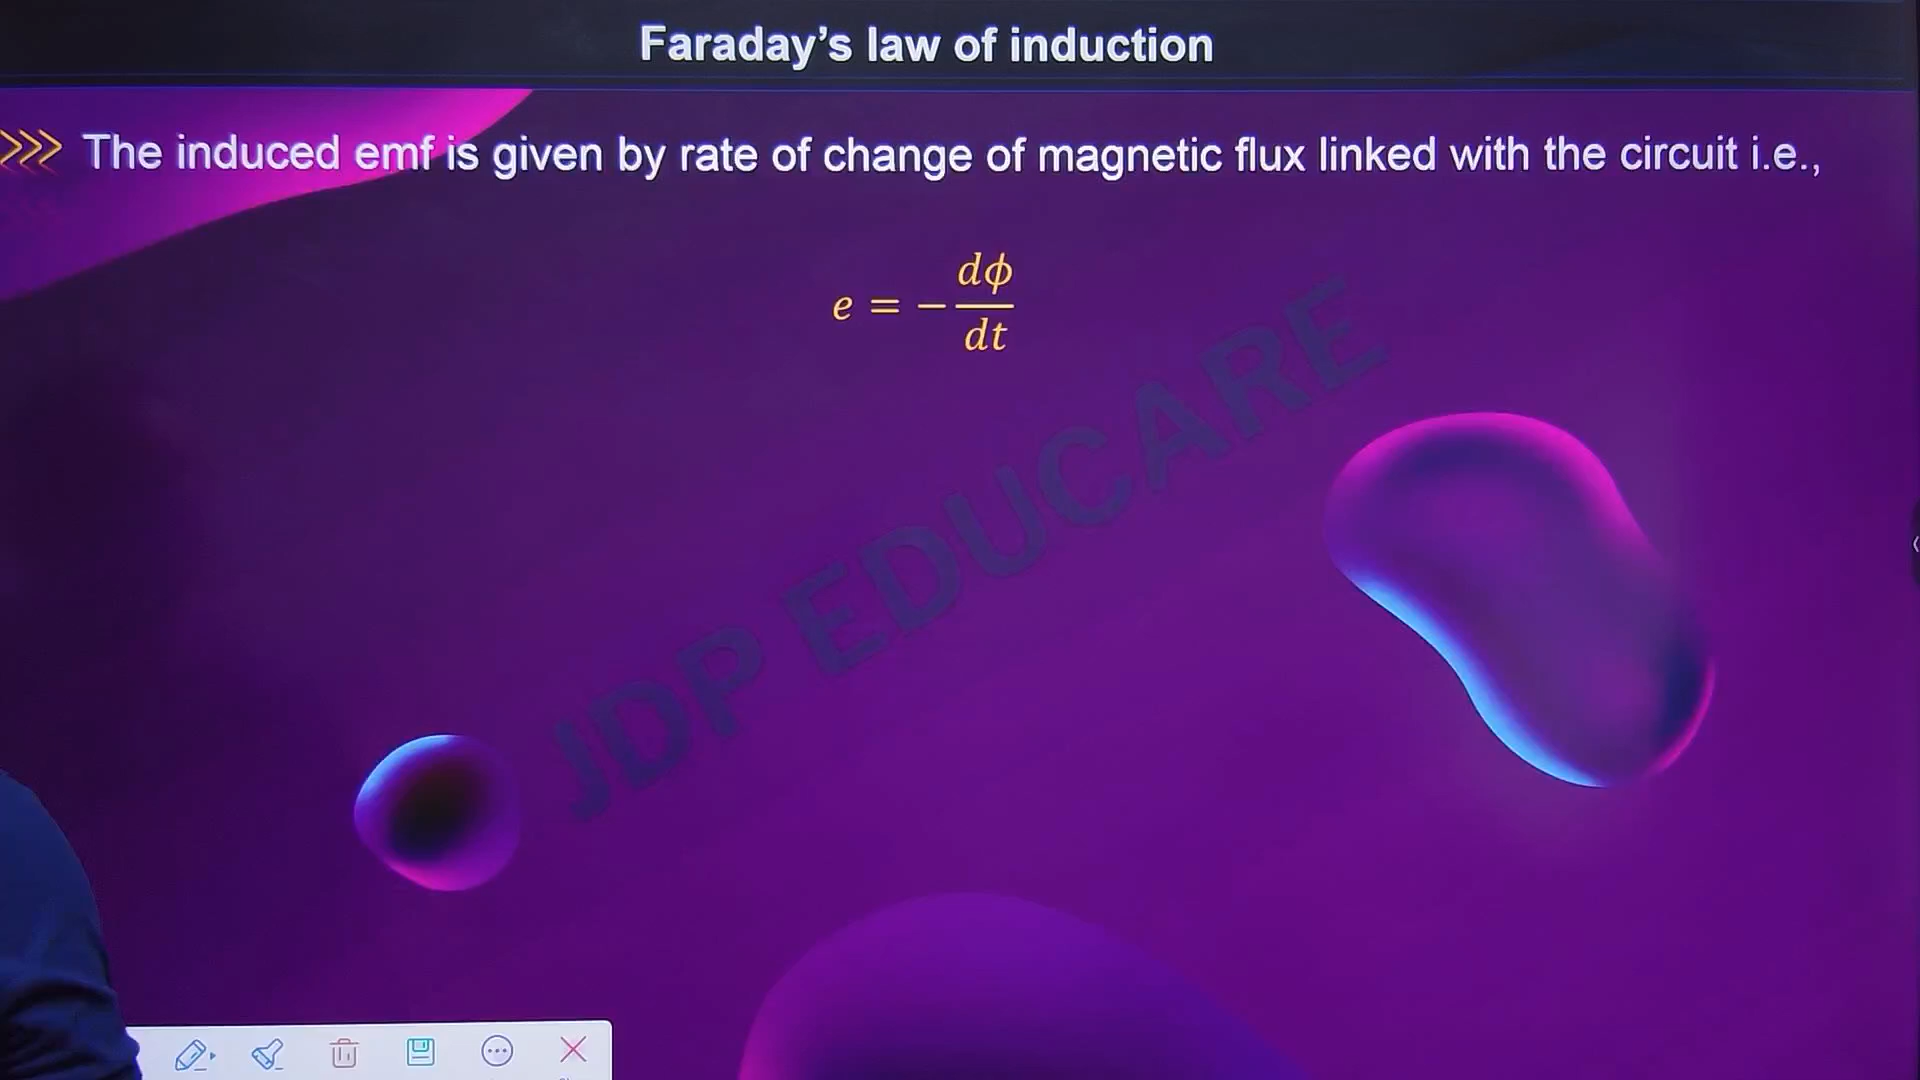 Faraday’s law of induction
>>> The induced emf is given by rate of change of magnetic flux linked with the circuit i.e.,
e = -dϕ/dt
JDP EDUCARE